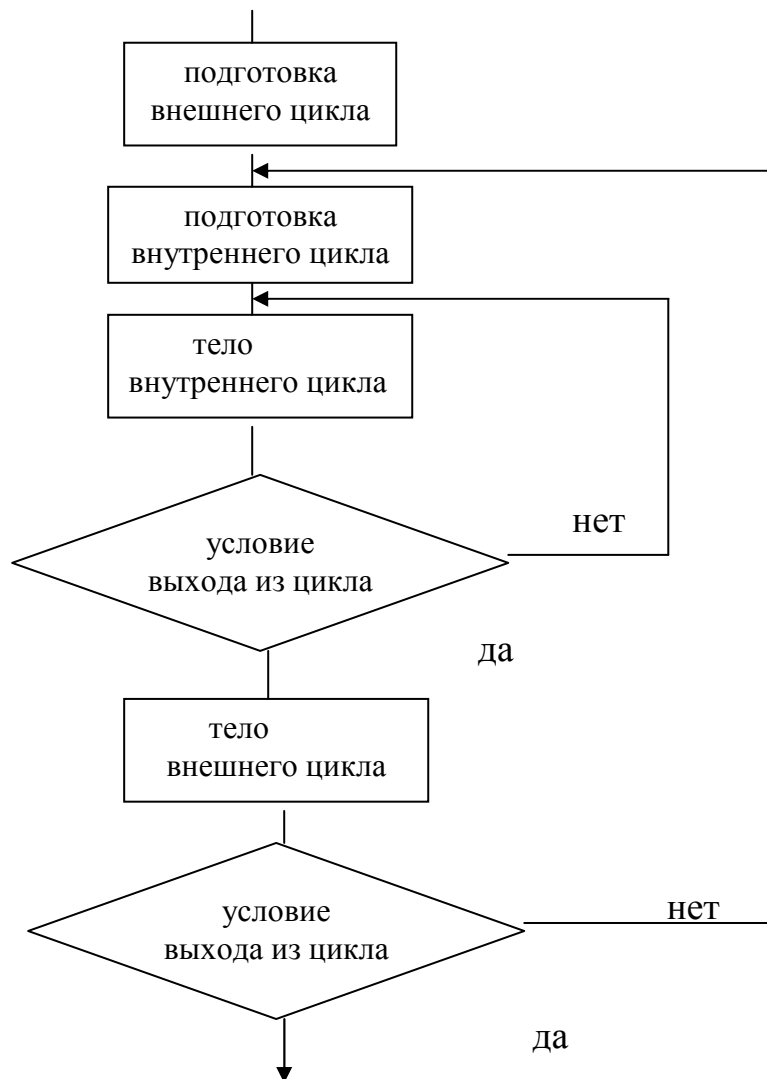 подготовка
внешнего цикла
подготовка
внутреннего цикла
тело
внутреннего цикла
условие
выхода из цикла
нет
да
тело
внешнего цикла
условие
выхода из цикла
нет
да